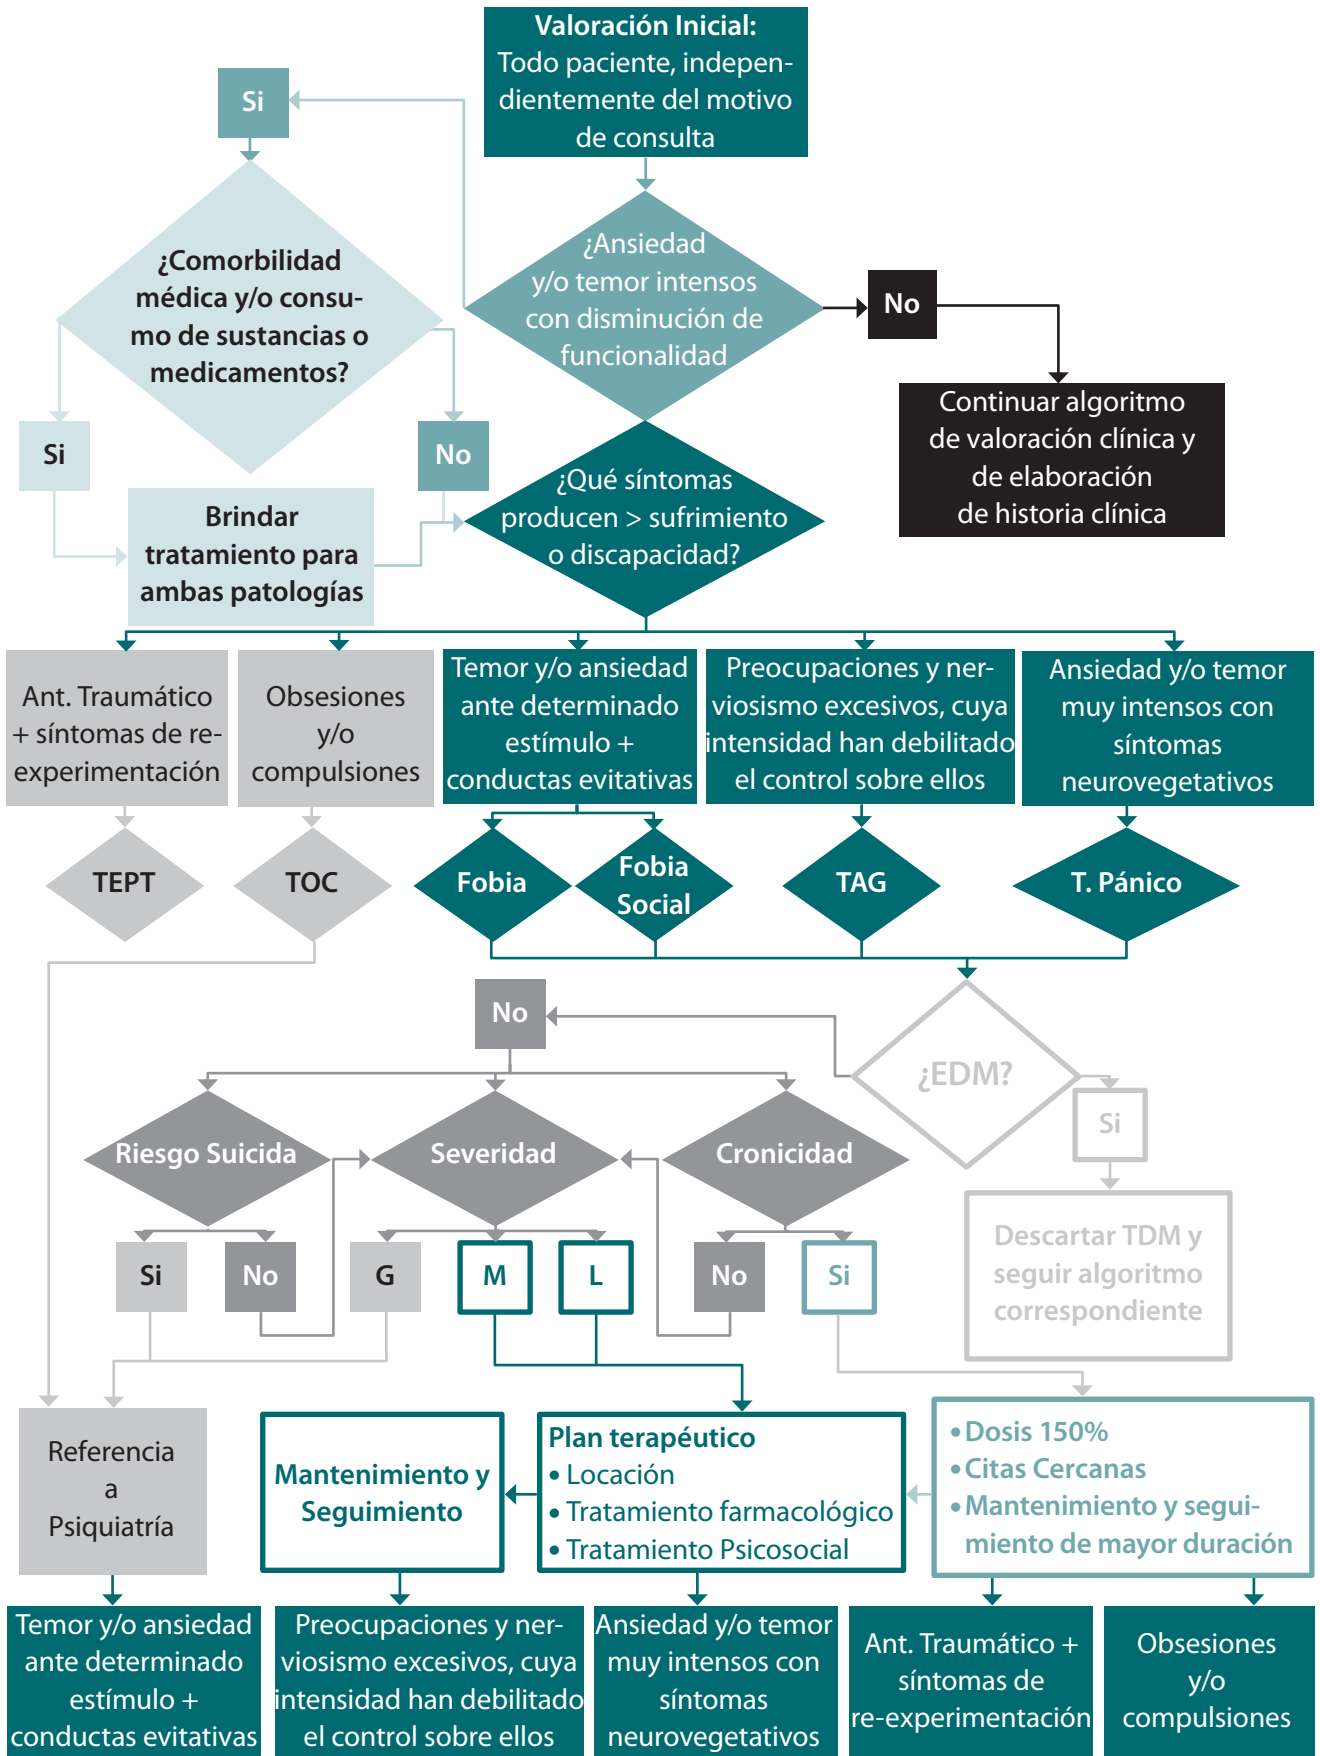 Valoración Inicial:
Todo paciente, indepen-
dientemente del motivo
de consulta
Si
¿Ansiedad
y/o temor intensos
con disminución de
funcionalidad
No
Continuar algoritmo
de valoración clínica y
de elaboración
de historia clínica
¿Comorbilidad
médica y/o consu-
mo de sustancias o
medicamentos?
Si
No
Brindar
tratamiento para
ambas patologías
¿Qué síntomas
producen > sufrimiento
o discapacidad?
Ant. Traumático
+ síntomas de re-
experimentación
Obsesiones
y/o
compulsiones
Temor y/o ansiedad
ante determinado
estímulo +
conductas evitativas
Preocupaciones y ner-
viosismo excesivos, cuya
intensidad han debilitado
el control sobre ellos
Ansiedad y/o temor
muy intensos con
síntomas
neurovegetativos
TEPT
TOC
Fobia
Fobia
Social
TAG
T. Pánico
No
¿EDM?
Si
Descartar TDM y
seguir algoritmo
correspondiente
Riesgo Suicida
Severidad
Cronicidad
Si
No
G
M
L
No
Si
Referencia
a
Psiquiatría
Mantenimiento y
Seguimiento
Plan terapéutico
• Locación
• Tratamiento farmacológico
• Tratamiento Psicosocial
• Dosis 150%
• Citas Cercanas
• Mantenimiento y segui-
miento de mayor duración
Temor y/o ansiedad
ante determinado
estímulo +
conductas evitativas
Preocupaciones y ner-
viosismo excesivos, cuya
intensidad han debilitado
el control sobre ellos
Ansiedad y/o temor
muy intensos con
síntomas
neurovegetativos
Ant. Traumático +
síntomas de
re-experimentación
Obsesiones
y/o
compulsiones